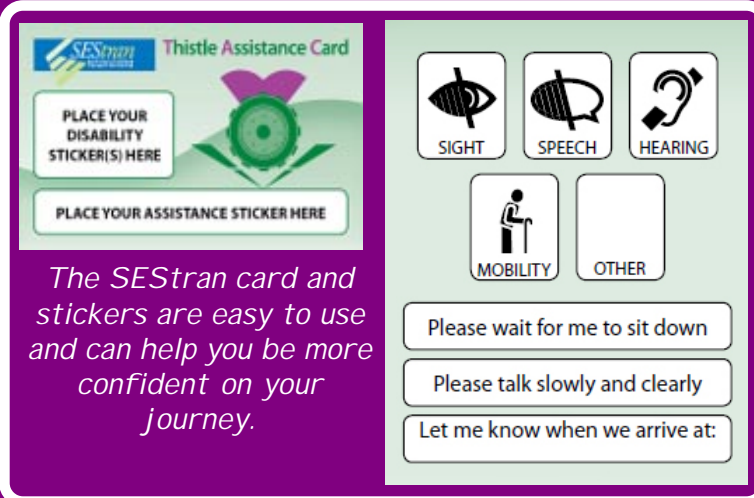 SEStran
Thistle Assistance Card
PLACE YOUR
DISABILITY
STICKER(S) HERE
PLACE YOUR ASSISTANCE STICKER HERE
The SEStran card and
stickers are easy to use
and can help you be more
confident on your
journey.
SIGHT
SPEECH
HEARING
MOBILITY
OTHER
Please wait for me to sit down
Please talk slowly and clearly
Let me know when we arrive at: